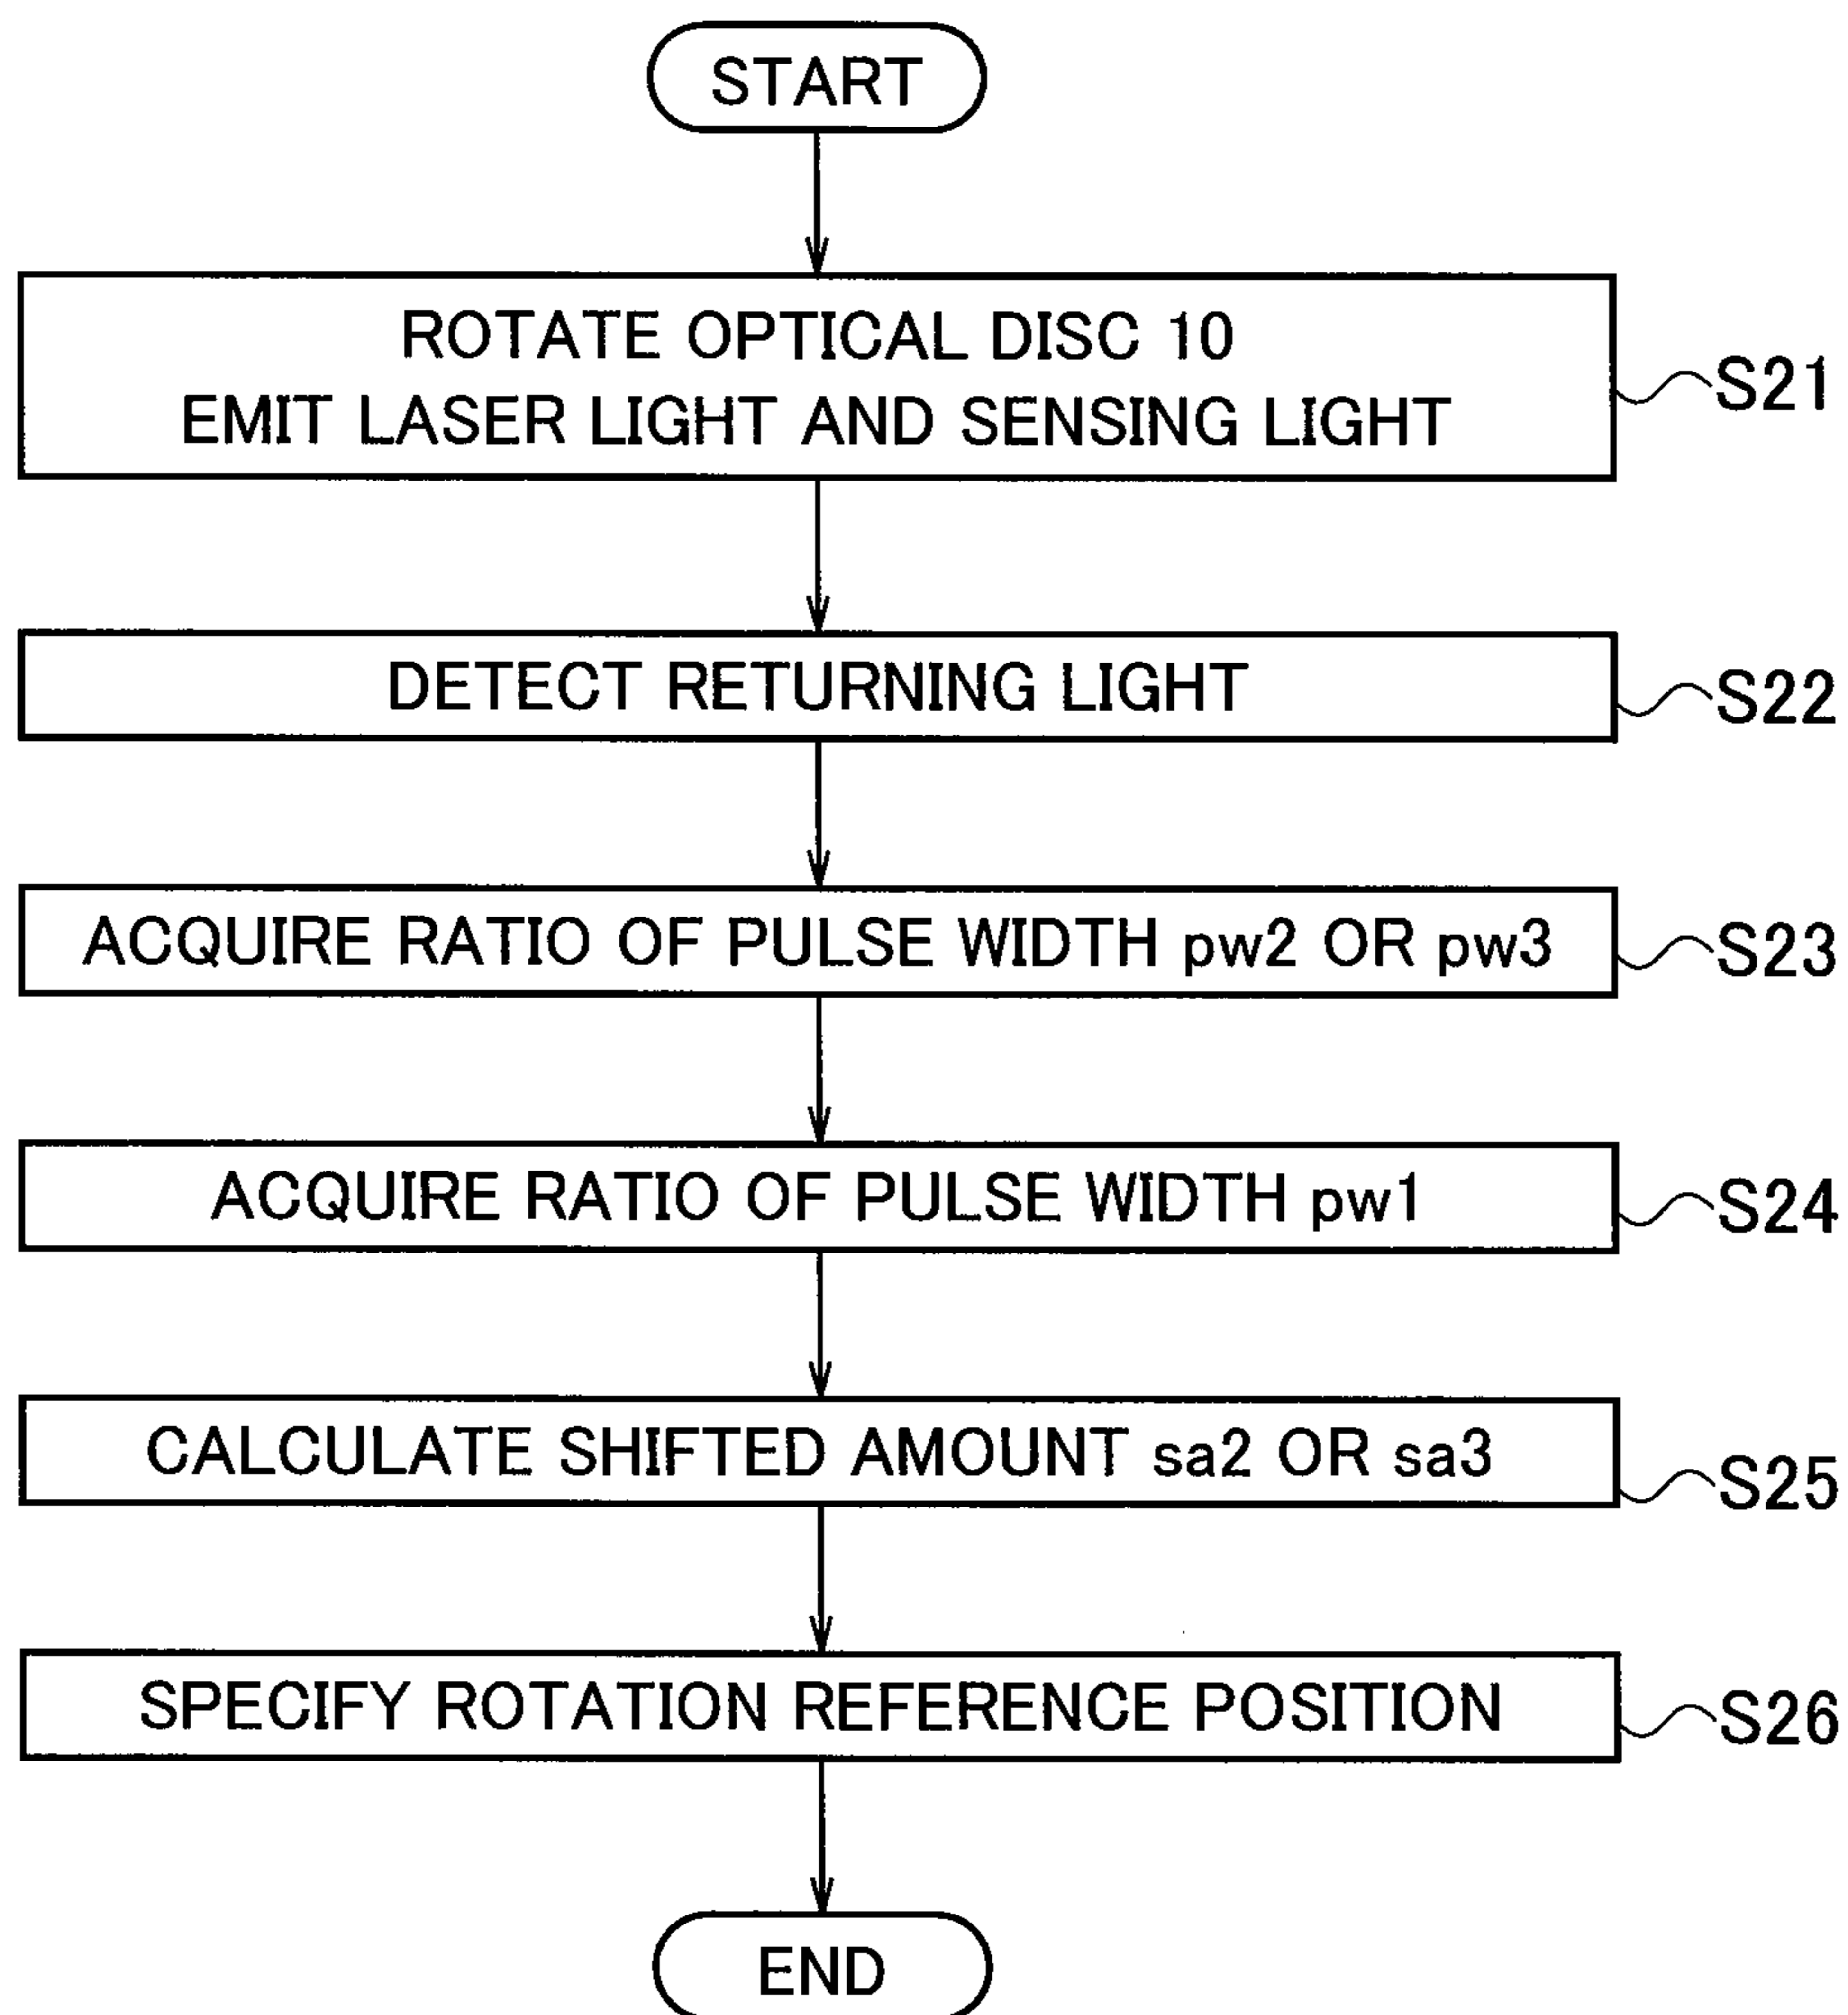 START
ROTATE OPTICAL DISC 10
EMIT LASER LIGHT AND SENSING LIGHT
S21
DETECT RETURNING LIGHT
S22
ACQUIRE RATIO OF PULSE WIDTH pw2 OR pw3
S23
ACQUIRE RATIO OF PULSE WIDTH pw1
S24
CALCULATE SHIFTED AMOUNT sa2 OR sa3
S25
SPECIFY ROTATION REFERENCE POSITION
S26
END